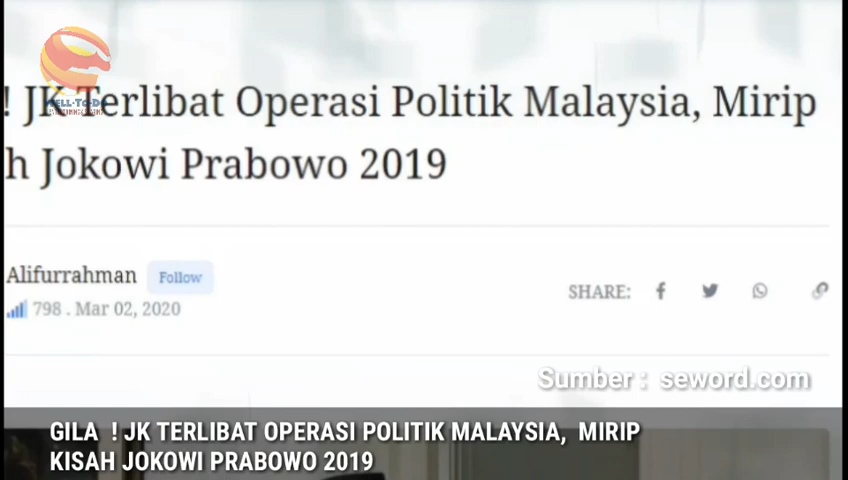 ! JK Terlibat Operasi Politik Malaysia, Mirip
h Jokowi Prabowo 2019
Alifurrahman Follow
798 . Mar 02, 2020
SHARE:
Sumber : seword.com
GILA ! JK TERLIBAT OPERASI POLITIK MALAYSIA, MIRIP
KISAH JOKOWI PRABOWO 2019